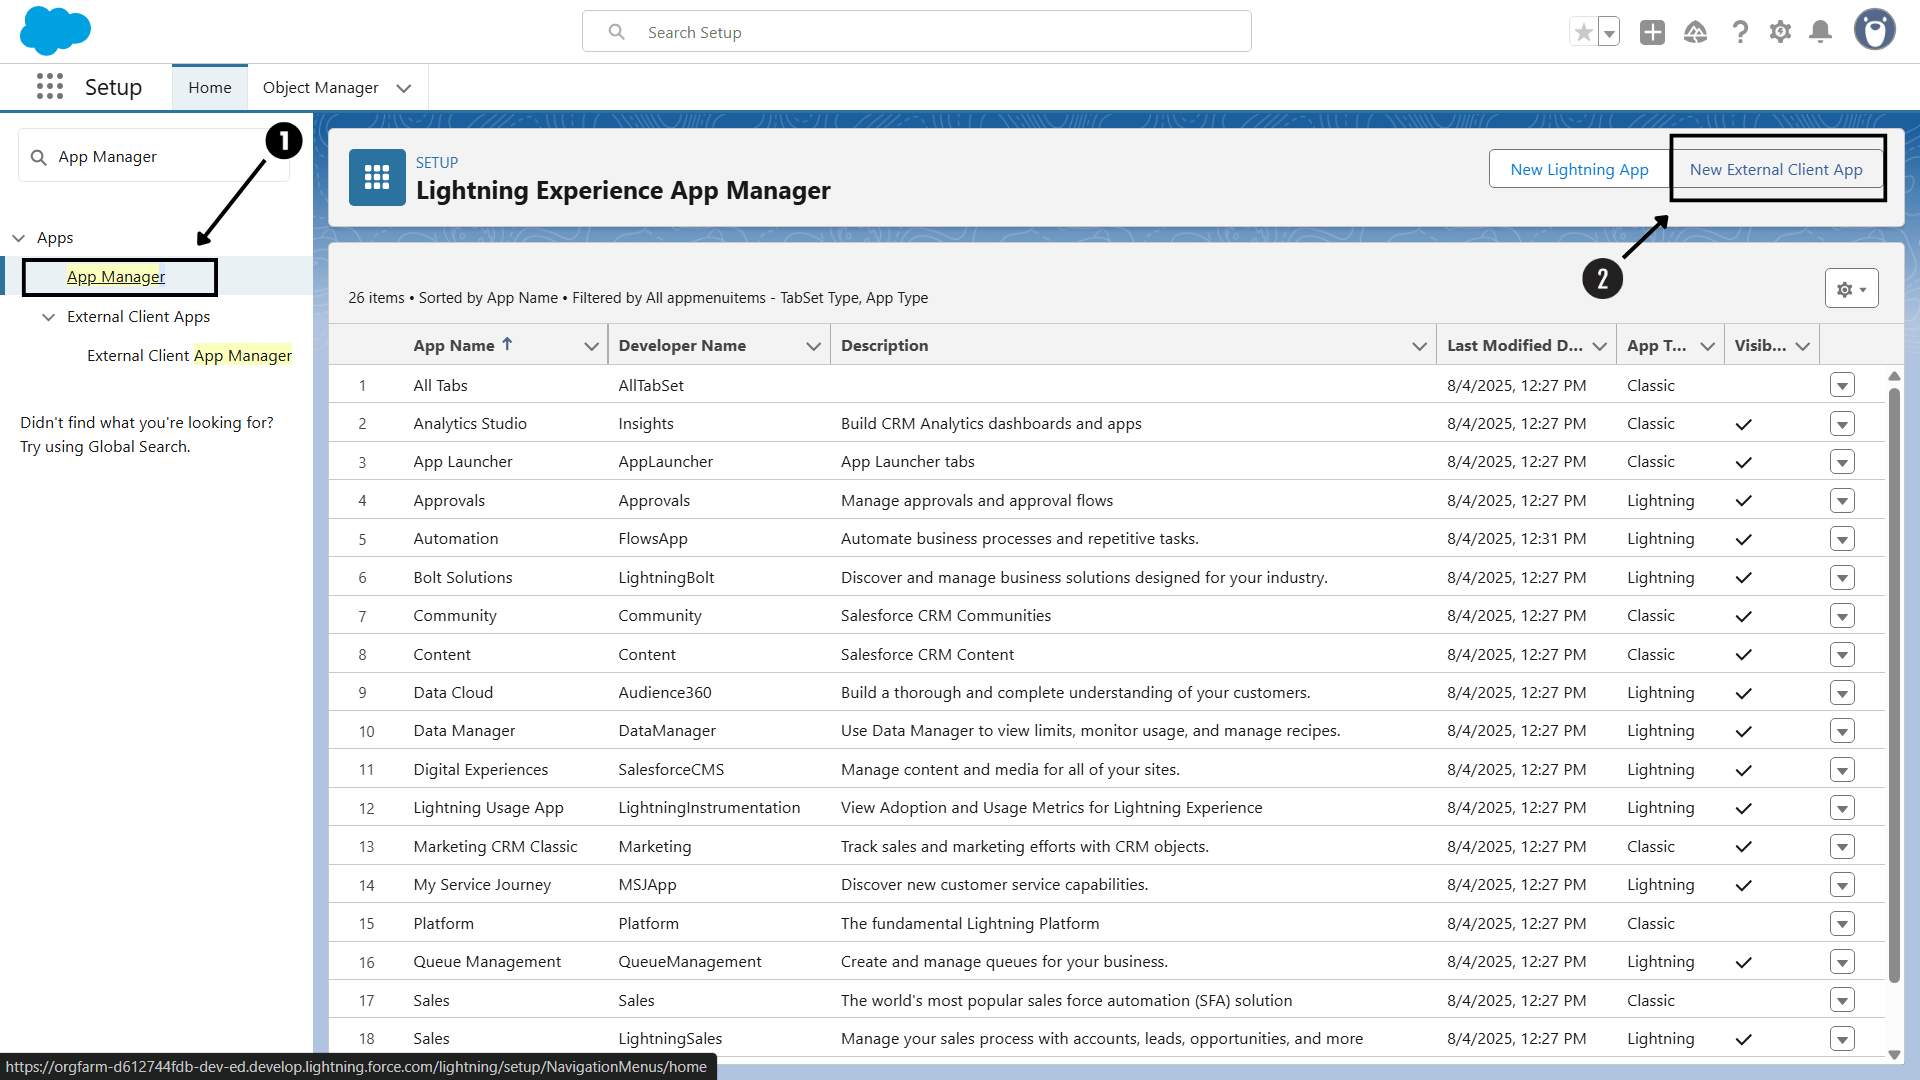 Search Setup
Setup
Home
Object Manager
App Manager
1
Apps
App Manager
External Client Apps
External Client App Manager
Didn't find what you're looking for?
Try using Global Search.
SETUP
Lightning Experience App Manager
New Lightning App
New External Client App
2
26 items • Sorted by App Name • Filtered by All appmenuitems - TabSet Type, App Type
App Name Developer Name Description Last Modified D... App T... Visib...
1 All Tabs AllTabSet 8/4/2025, 12:27 PM Classic
2 Analytics Studio Insights Build CRM Analytics dashboards and apps 8/4/2025, 12:27 PM Classic
3 App Launcher AppLauncher App Launcher tabs 8/4/2025, 12:27 PM Classic
4 Approvals Approvals Manage approvals and approval flows 8/4/2025, 12:27 PM Lightning
5 Automation FlowsApp Automate business processes and repetitive tasks. 8/4/2025, 12:31 PM Lightning
6 Bolt Solutions LightningBolt Discover and manage business solutions designed for your industry. 8/4/2025, 12:27 PM Lightning
7 Community Community Salesforce CRM Communities 8/4/2025, 12:27 PM Classic
8 Content Content Salesforce CRM Content 8/4/2025, 12:27 PM Classic
9 Data Cloud Audience360 Build a thorough and complete understanding of your customers. 8/4/2025, 12:27 PM Lightning
10 Data Manager DataManager Use Data Manager to view limits, monitor usage, and manage recipes. 8/4/2025, 12:27 PM Lightning
11 Digital Experiences SalesforceCMS Manage content and media for all of your sites. 8/4/2025, 12:27 PM Lightning
12 Lightning Usage App LightningInstrumentation View Adoption and Usage Metrics for Lightning Experience 8/4/2025, 12:27 PM Lightning
13 Marketing CRM Classic Marketing Track sales and marketing efforts with CRM objects. 8/4/2025, 12:27 PM Classic
14 My Service Journey MSJApp Discover new customer service capabilities. 8/4/2025, 12:27 PM Lightning
15 Platform Platform The fundamental Lightning Platform 8/4/2025, 12:27 PM Classic
16 Queue Management QueueManagement Create and manage queues for your business. 8/4/2025, 12:27 PM Lightning
17 Sales Sales The world's most popular sales force automation (SFA) solution 8/4/2025, 12:27 PM Classic
18 Sales LightningSales Manage your sales process with accounts, leads, opportunities, and more 8/4/2025, 12:27 PM Lightning
https://orgfarm-d612744fdb-dev-ed.develop.lightning.force.com/lightning/setup/NavigationMenus/home